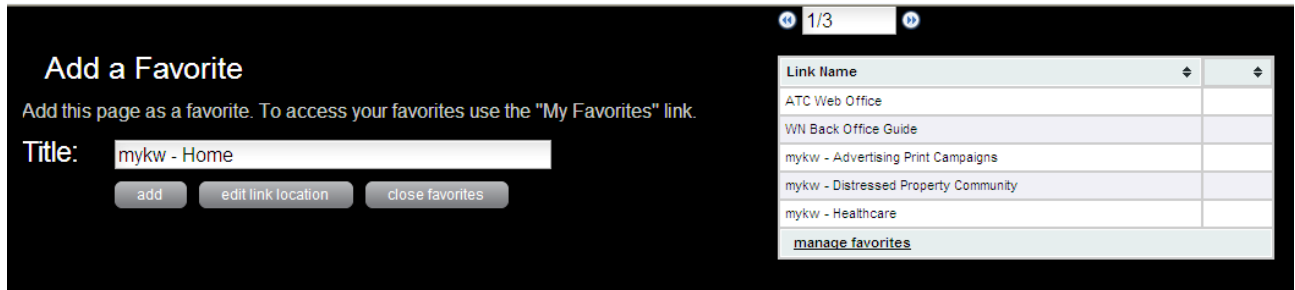 1/3
Add a Favorite
Add this page as a favorite. To access your favorites use the "My Favorites" link.
Title: mykw - Home
add edit link location close favorites
Link Name
ATC Web Office
WN Back Office Guide
mykw - Advertising Print Campaigns
mykw - Distressed Property Community
mykw - Healthcare
manage favorites